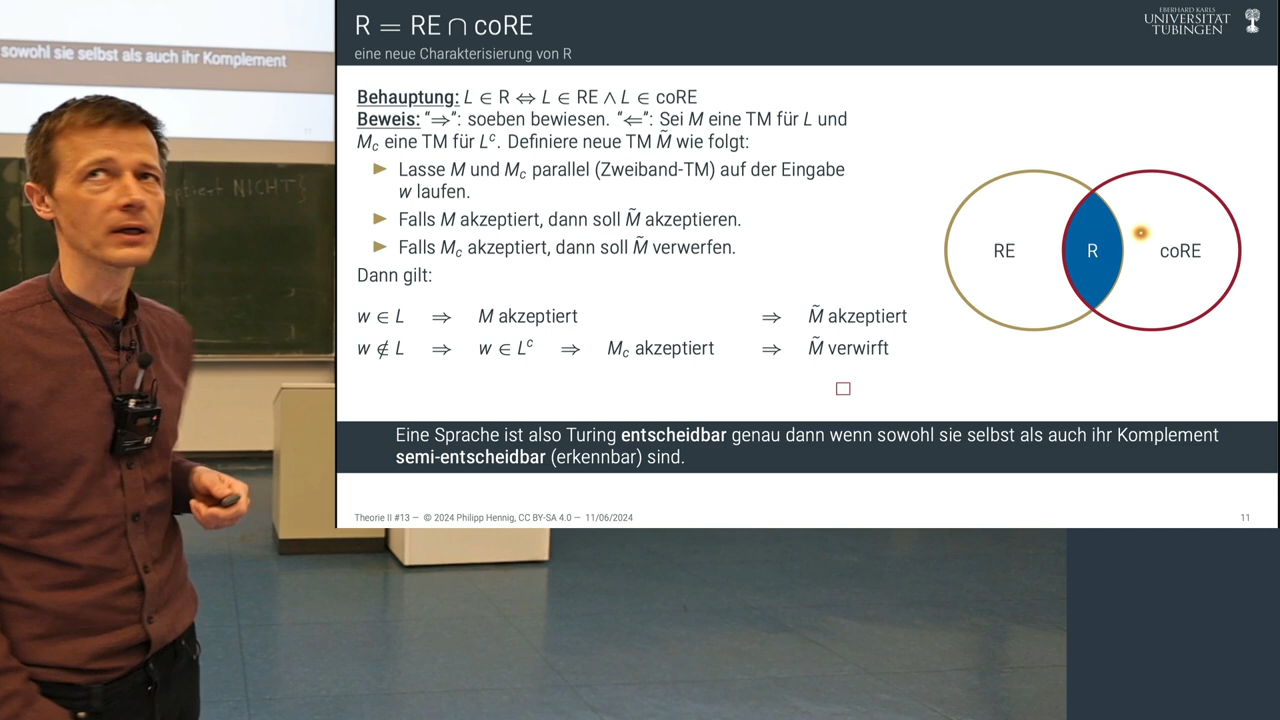 sowohl sie selbst als auch ihr Komplement
NICHT}
R = RE ∩ coRE
eine neue Charakterisierung von R
EBERHARD KARLS
UNIVERSITÄT
TÜBINGEN
Behauptung: L ∈ R ⇔ L ∈ RE ∧ L ∈ coRE
Beweis: “⇒”: soeben bewiesen. “⇐”: Sei M eine TM für L und
M_c eine TM für L^c. Definiere neue TM M̃ wie folgt:
▶ Lasse M und M_c parallel (Zweiband-TM) auf der Eingabe
w laufen.
▶ Falls M akzeptiert, dann soll M̃ akzeptieren.
▶ Falls M_c akzeptiert, dann soll M̃ verwerfen.
Dann gilt:
w ∈ L ⇒ M akzeptiert ⇒ M̃ akzeptiert
w ∉ L ⇒ w ∈ L^c ⇒ M_c akzeptiert ⇒ M̃ verwirft
□
RE R coRE
Eine Sprache ist also Turing entscheidbar genau dann wenn sowohl sie selbst als auch ihr Komplement
semi-entscheidbar (erkennbar) sind.
Theorie II #13 — © 2024 Philipp Hennig, CC BY-SA 4.0 — 11/06/2024
11